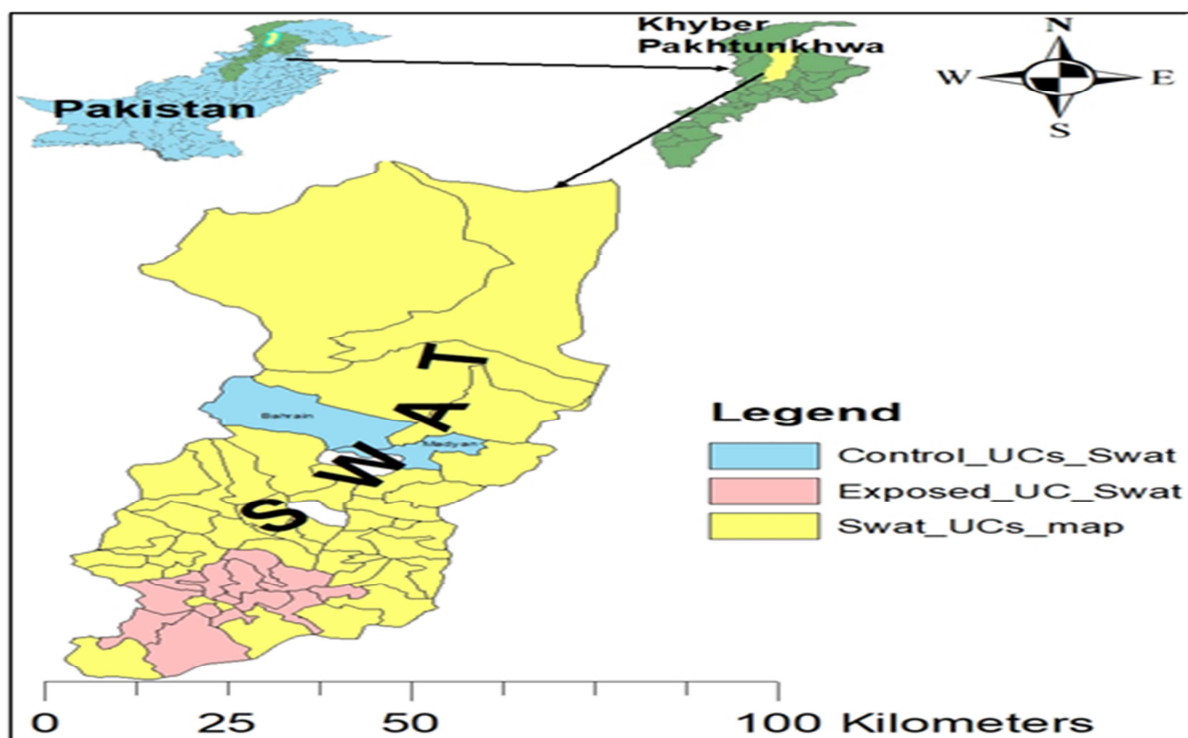 Khyber
Pakhtunkhwa
Pakistan
N
W
E
S
SWAT
Bahrain
Madyan
Legend
Control_UCs_Swat
Exposed_UC_Swat
Swat_UCs_map
0 25 50 100 Kilometers